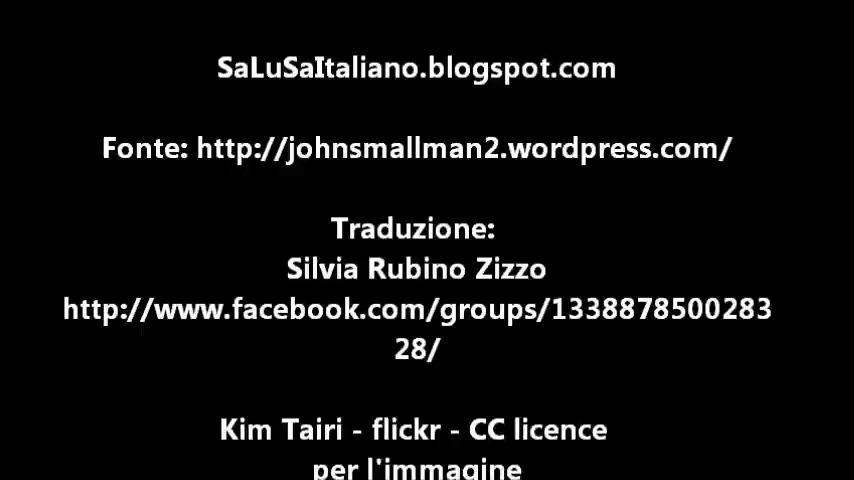 SaLuSaItaliano.blogspot.com
Fonte: http://johnsmallman2.wordpress.com/
Traduzione:
Silvia Rubino Zizzo
http://www.facebook.com/groups/1338878500283
28/
Kim Tairi - flickr - CC licence
per l'immagine